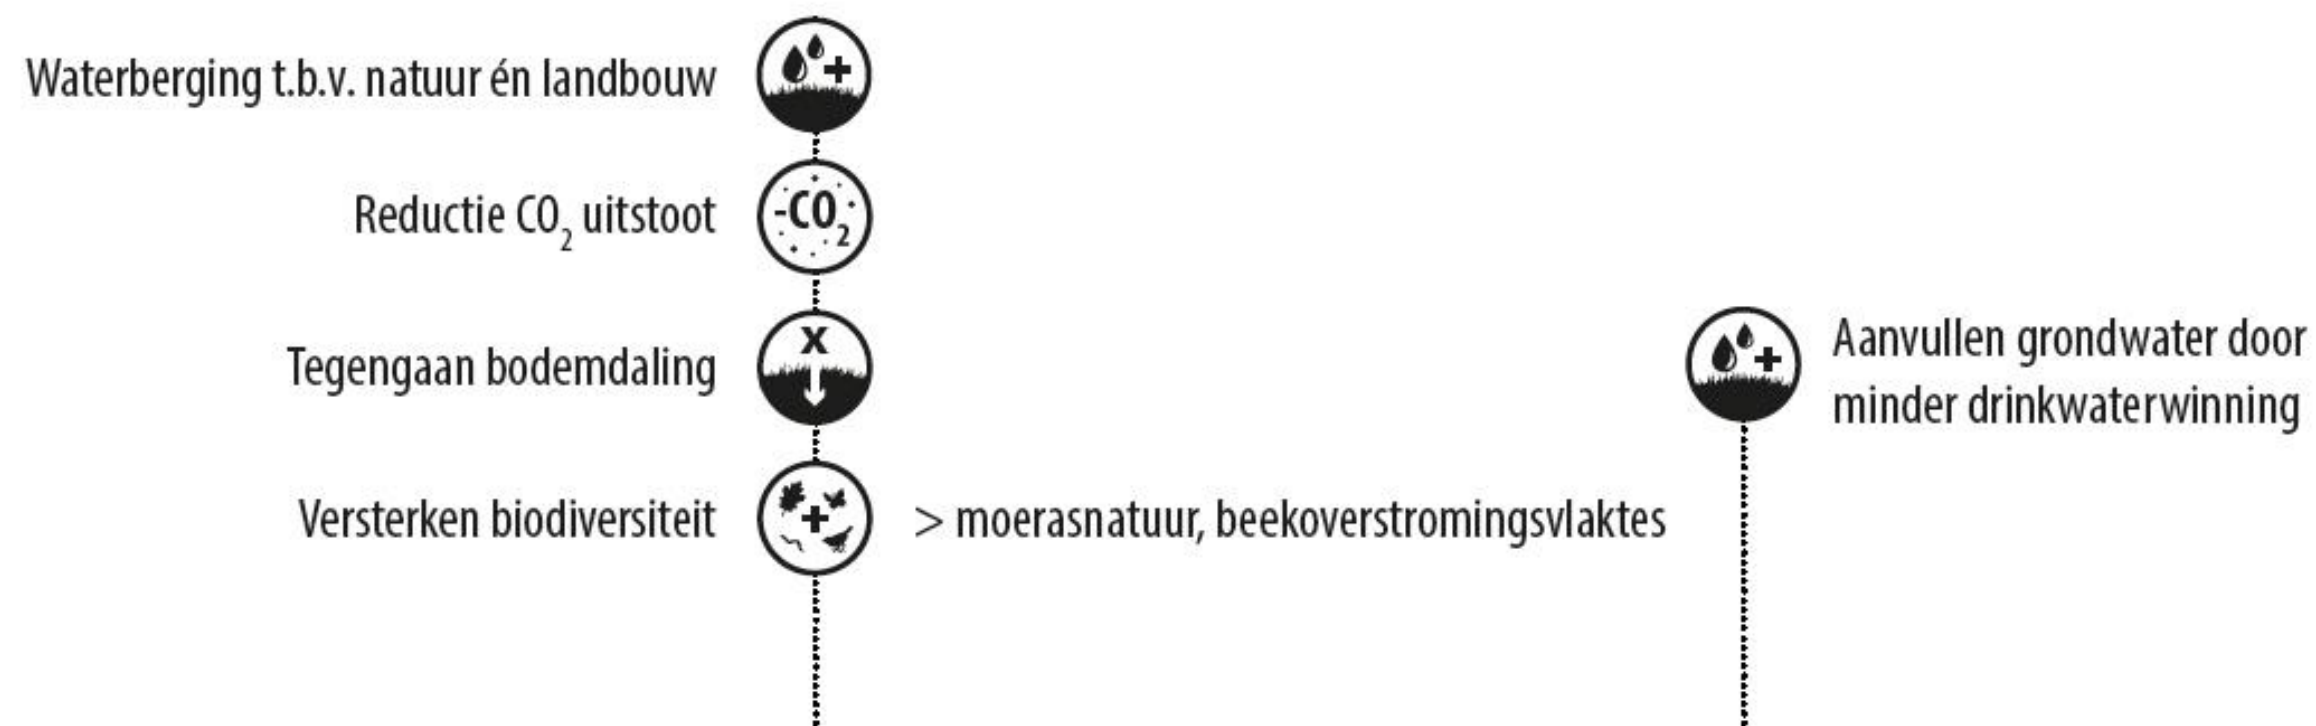 Waterberging t.b.v. natuur én landbouw
Reductie CO₂ uitstoot
-CO₂
Tegengaan bodemdaling
X
Versterken biodiversiteit
> moerasnatuur, beekoverstromingsvlaktes
Aanvullen grondwater door
minder drinkwaterwinning